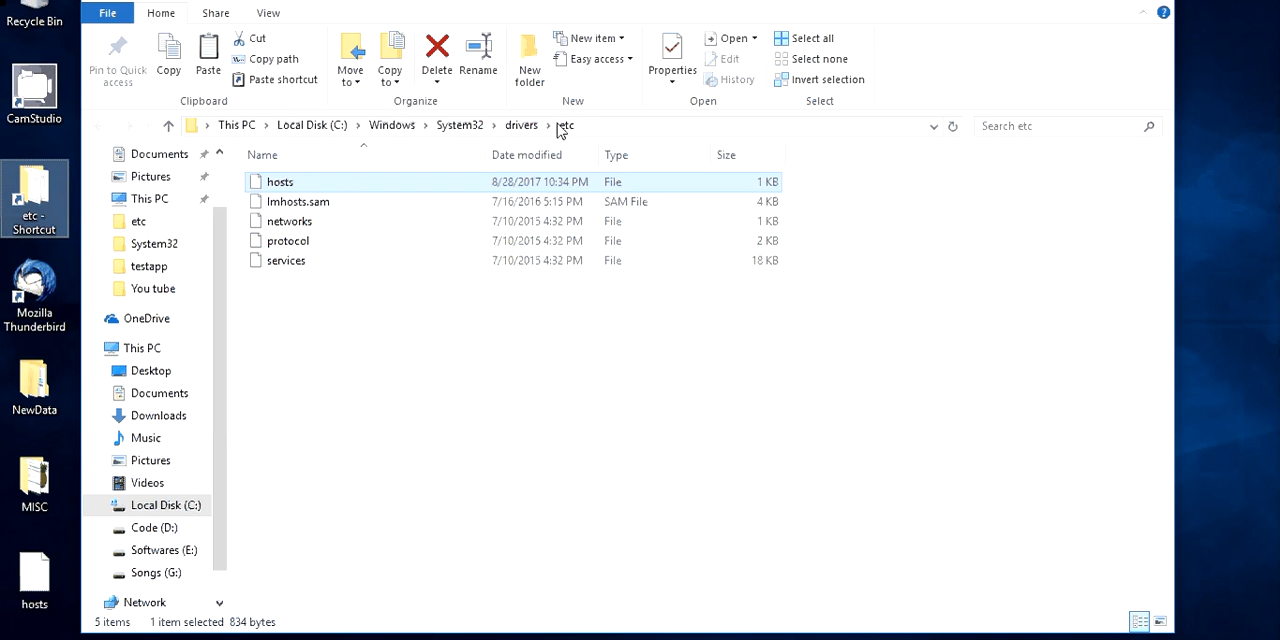 Recycle Bin
CamStudio
etc -
Shortcut
Mozilla
Thunderbird
NewData
MISC
hosts
File Home Share View
Pin to Quick
access
Copy
Paste
Cut
Copy path
Paste shortcut
Clipboard
Move
to
Copy
to
Delete
Rename
Organize
New
folder
New item
Easy access
New
Properties
Open
Edit
History
Open
Select all
Select none
Invert selection
Select
This PC Local Disk (C:) Windows System32 drivers etc
Search etc
Documents
Pictures
This PC
etc
System32
testapp
You tube
OneDrive
This PC
Desktop
Documents
Downloads
Music
Pictures
Videos
Local Disk (C:)
Code (D:)
Softwares (E:)
Songs (G:)
Network
Name Date modified Type Size
hosts 8/28/2017 10:34 PM File 1 KB
lmhosts.sam 7/16/2016 5:15 PM SAM File 4 KB
networks 7/10/2015 4:32 PM File 1 KB
protocol 7/10/2015 4:32 PM File 2 KB
services 7/10/2015 4:32 PM File 18 KB
5 items 1 item selected 834 bytes